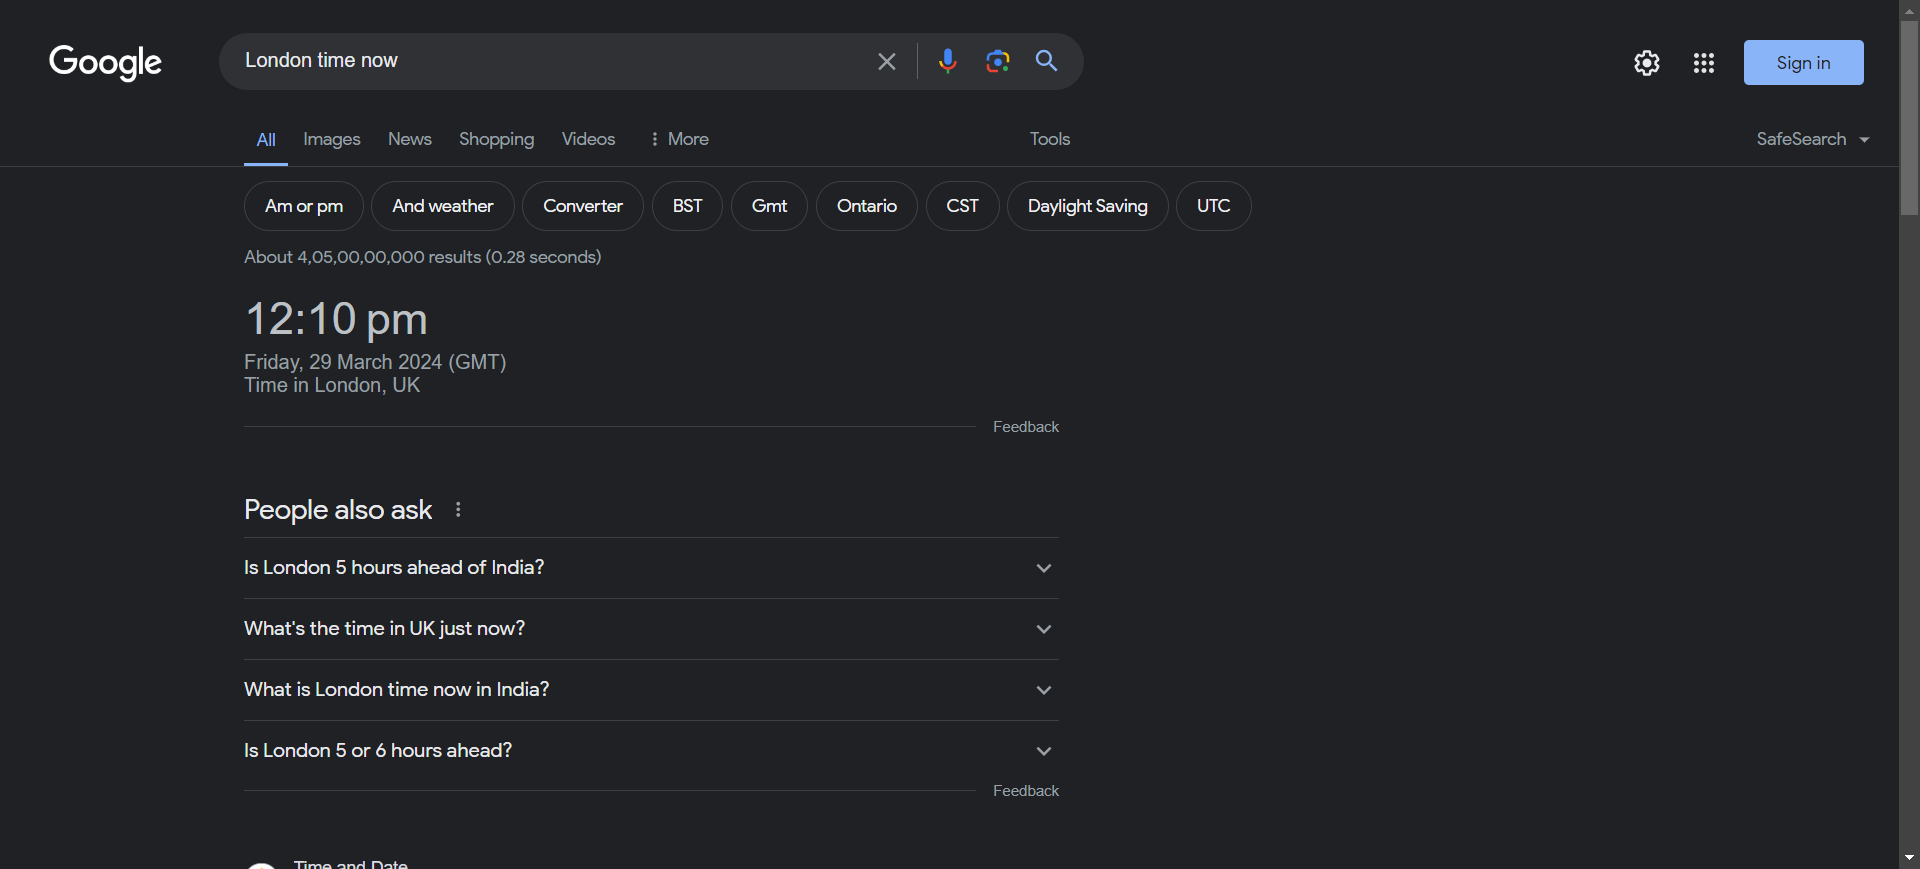 Google
London time now
Sign in
All Images News Shopping Videos More Tools SafeSearch
Am or pm And weather Converter BST Gmt Ontario CST Daylight Saving UTC
About 4,05,00,00,000 results (0.28 seconds)
12:10 pm
Friday, 29 March 2024 (GMT)
Time in London, UK
Feedback
People also ask
Is London 5 hours ahead of India?
What's the time in UK just now?
What is London time now in India?
Is London 5 or 6 hours ahead?
Feedback
Time and Date